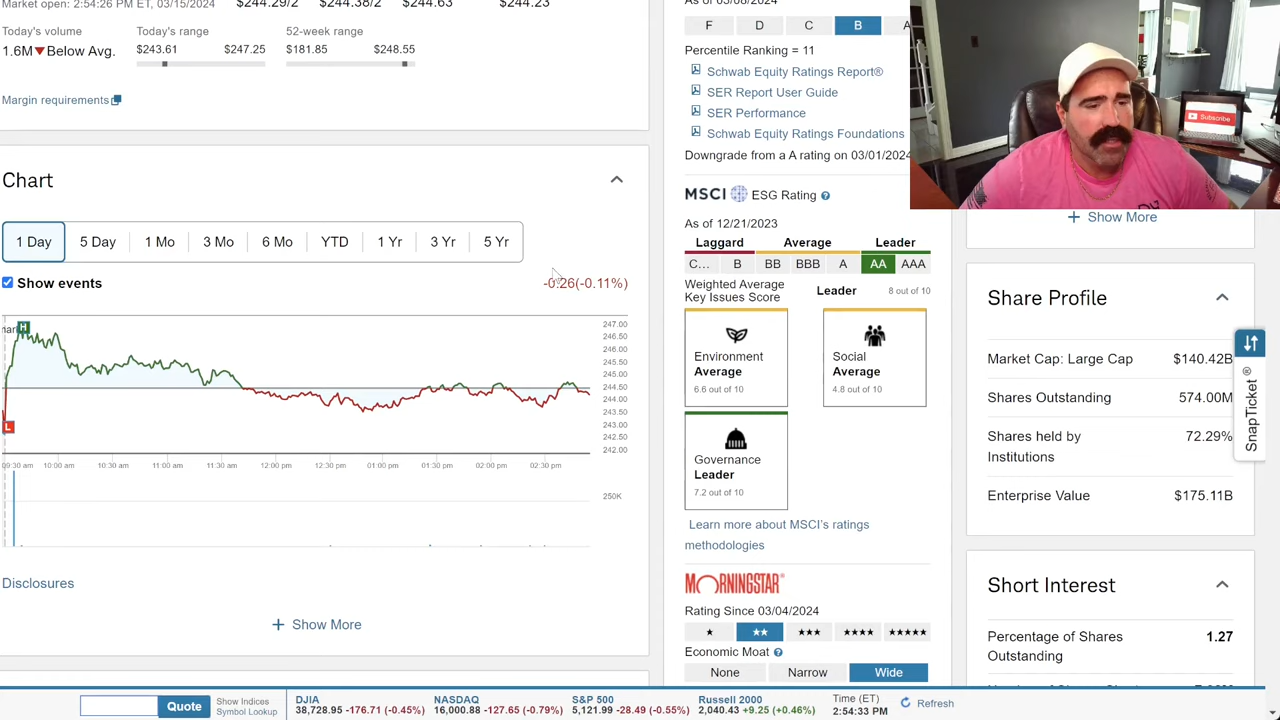 Market open: 2:54:26 PM ET, 03/15/2024
$244.29/2 $244.38/2 $244.63 $244.23
Today's volume
1.6M Below Avg.
Today's range
$243.61 $247.25
52-week range
$181.85 $248.55
Margin requirements
Chart
1 Day 5 Day 1 Mo 3 Mo 6 Mo YTD 1 Yr 3 Yr 5 Yr
Show events
-0.26(-0.11%)
H
L
247.00
246.50
246.00
245.50
245.00
244.50
244.00
243.50
243.00
242.50
242.00
09:30 am 10:00 am 10:30 am 11:00 am 11:30 am 12:00 pm 12:30 pm 01:00 pm 01:30 pm 02:00 pm 02:30 pm
250K
Disclosures
+ Show More
As of 03/08/2024
F D C B A
Percentile Ranking = 11
Schwab Equity Ratings Report®
SER Report User Guide
SER Performance
Schwab Equity Ratings Foundations
Downgrade from a A rating on 03/01/2024
MSCI ESG Rating
As of 12/21/2023
Laggard Average Leader
C... B BB BBB A AA AAA
Weighted Average
Key Issues Score
Leader
8 out of 10
Environment
Average
6.6 out of 10
Social
Average
4.8 out of 10
Governance
Leader
7.2 out of 10
Learn more about MSCI's ratings
methodologies
MORNINGSTAR®
Rating Since 03/04/2024
★ ★★ ★★★ ★★★★ ★★★★★
Economic Moat
None Narrow Wide
Subscribe
+ Show More
Share Profile
Market Cap: Large Cap $140.42B
Shares Outstanding 574.00M
Shares held by
Institutions
72.29%
Enterprise Value $175.11B
SnapTicket®
Short Interest
Percentage of Shares
Outstanding
1.27
Quote
Show Indices
Symbol Lookup
DJIA
38,728.95 -176.71 (-0.45%)
NASDAQ
16,000.88 -127.65 (-0.79%)
S&P 500
5,121.99 -28.49 (-0.55%)
Russell 2000
2,040.43 +9.25 (+0.46%)
Time (ET)
2:54:33 PM
Refresh